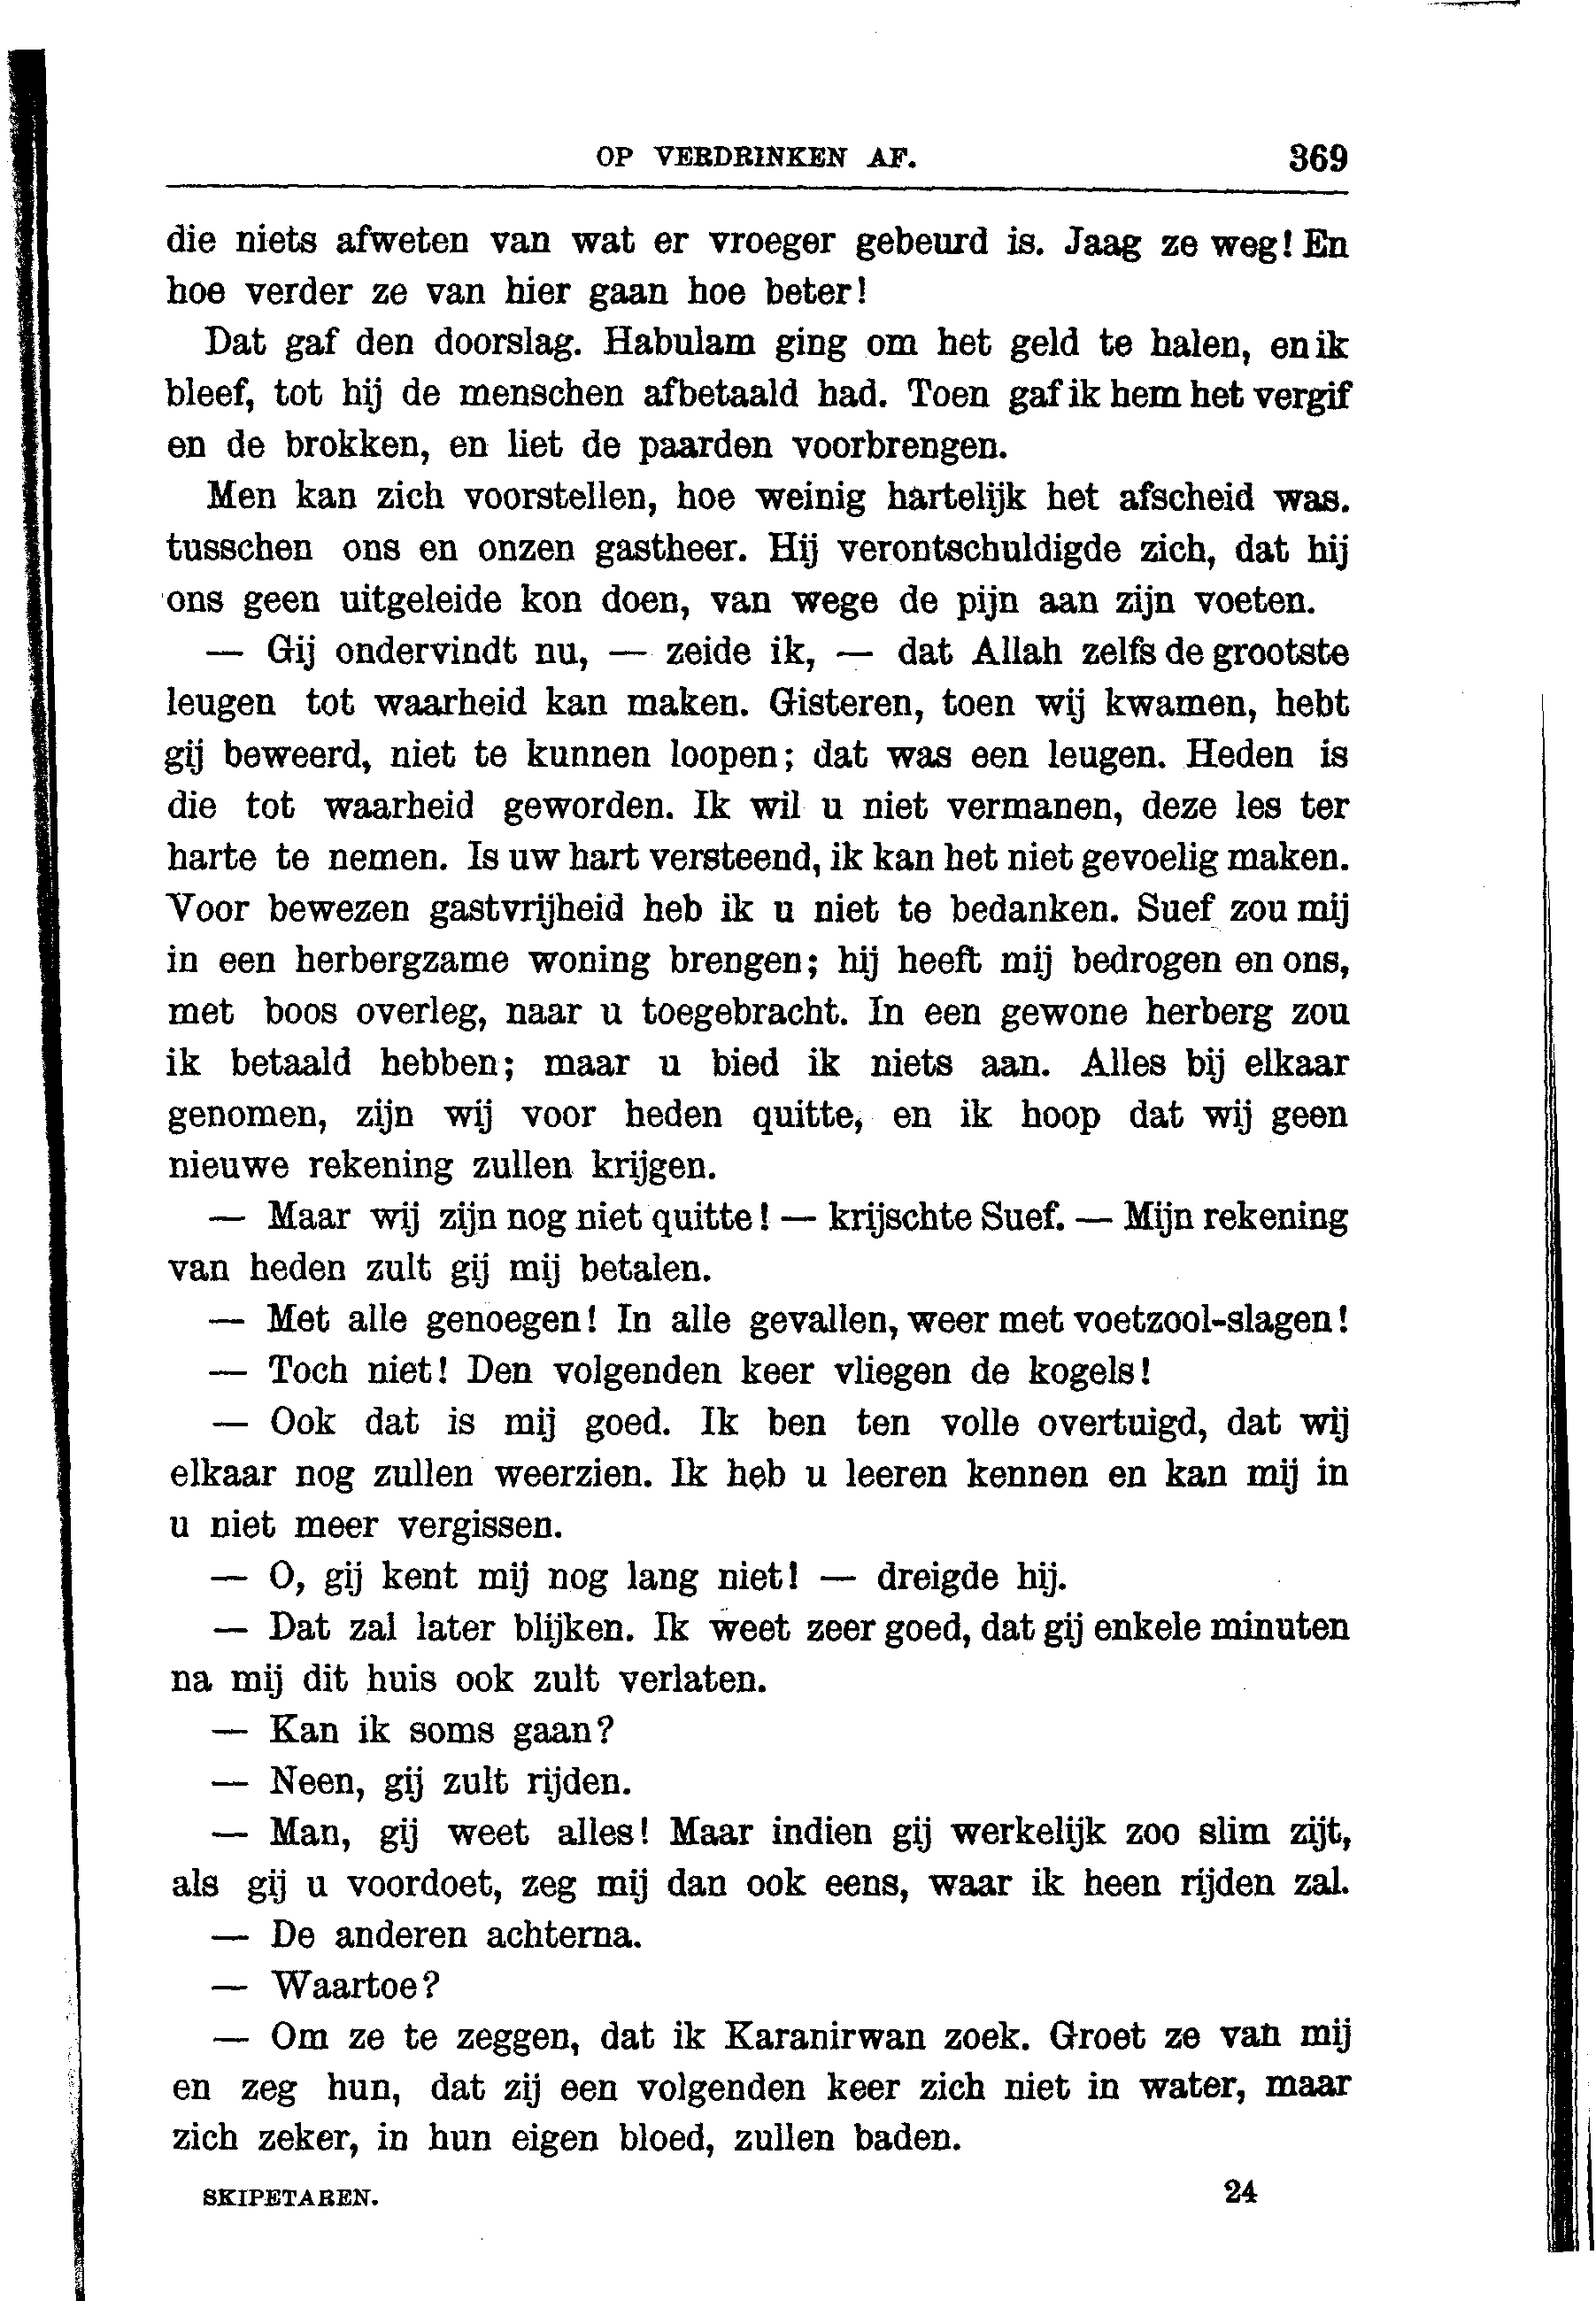 OP VERDRINKEN AF. 369
die niets afweten van wat er vroeger gebeurd is. Jaag ze weg! En
hoe verder ze van hier gaan hoe beter!
Dat gaf den doorslag. Habulam ging om het geld te halen, en ik
bleef, tot hij de menschen afbetaald had. Toen gaf ik hem het vergif
en de brokken, en liet de paarden voorbrengen.
Men kan zich voorstellen, hoe weinig hartelijk het afscheid was.
tusschen ons en onzen gastheer. Hij verontschuldigde zich, dat hij
ons geen uitgeleide kon doen, van wege de pijn aan zijn voeten.
— Gij ondervindt nu, — zeide ik, — dat Allah zelfs de grootste
leugen tot waarheid kan maken. Gisteren, toen wij kwamen, hebt
gij beweerd, niet te kunnen loopen; dat was een leugen. Heden is
die tot waarheid geworden. Ik wil u niet vermanen, deze les ter
harte te nemen. Is uw hart versteend, ik kan het niet gevoelig maken.
Voor bewezen gastvrijheid heb ik u niet te bedanken. Suef zou mij
in een herbergzame woning brengen; hij heeft mij bedrogen en ons,
met boos overleg, naar u toegebracht. In een gewone herberg zou
ik betaald hebben; maar u bied ik niets aan. Alles bij elkaar
genomen, zijn wij voor heden quitte, en ik hoop dat wij geen
nieuwe rekening zullen krijgen.
— Maar wij zijn nog niet quitte! — krijschte Suef. — Mijn rekening
van heden zult gij mij betalen.
— Met alle genoegen! In alle gevallen, weer met voetzool-slagen!
— Toch niet! Den volgenden keer vliegen de kogels!
— Ook dat is mij goed. Ik ben ten volle overtuigd, dat wij
elkaar nog zullen weerzien. Ik heb u leeren kennen en kan mij in
u niet meer vergissen.
— O, gij kent mij nog lang niet! — dreigde hij.
— Dat zal later blijken. Ik weet zeer goed, dat gij enkele minuten
na mij dit huis ook zult verlaten.
— Kan ik soms gaan?
— Neen, gij zult rijden.
— Man, gij weet alles! Maar indien gij werkelijk zoo slim zijt,
als gij u voordoet, zeg mij dan ook eens, waar ik heen rijden zal.
— De anderen achterna.
— Waartoe?
— Om ze te zeggen, dat ik Karanirwan zoek. Groet ze van mij
en zeg hun, dat zij een volgenden keer zich niet in water, maar
zich zeker, in hun eigen bloed, zullen baden.
SKIPETAREN. 24